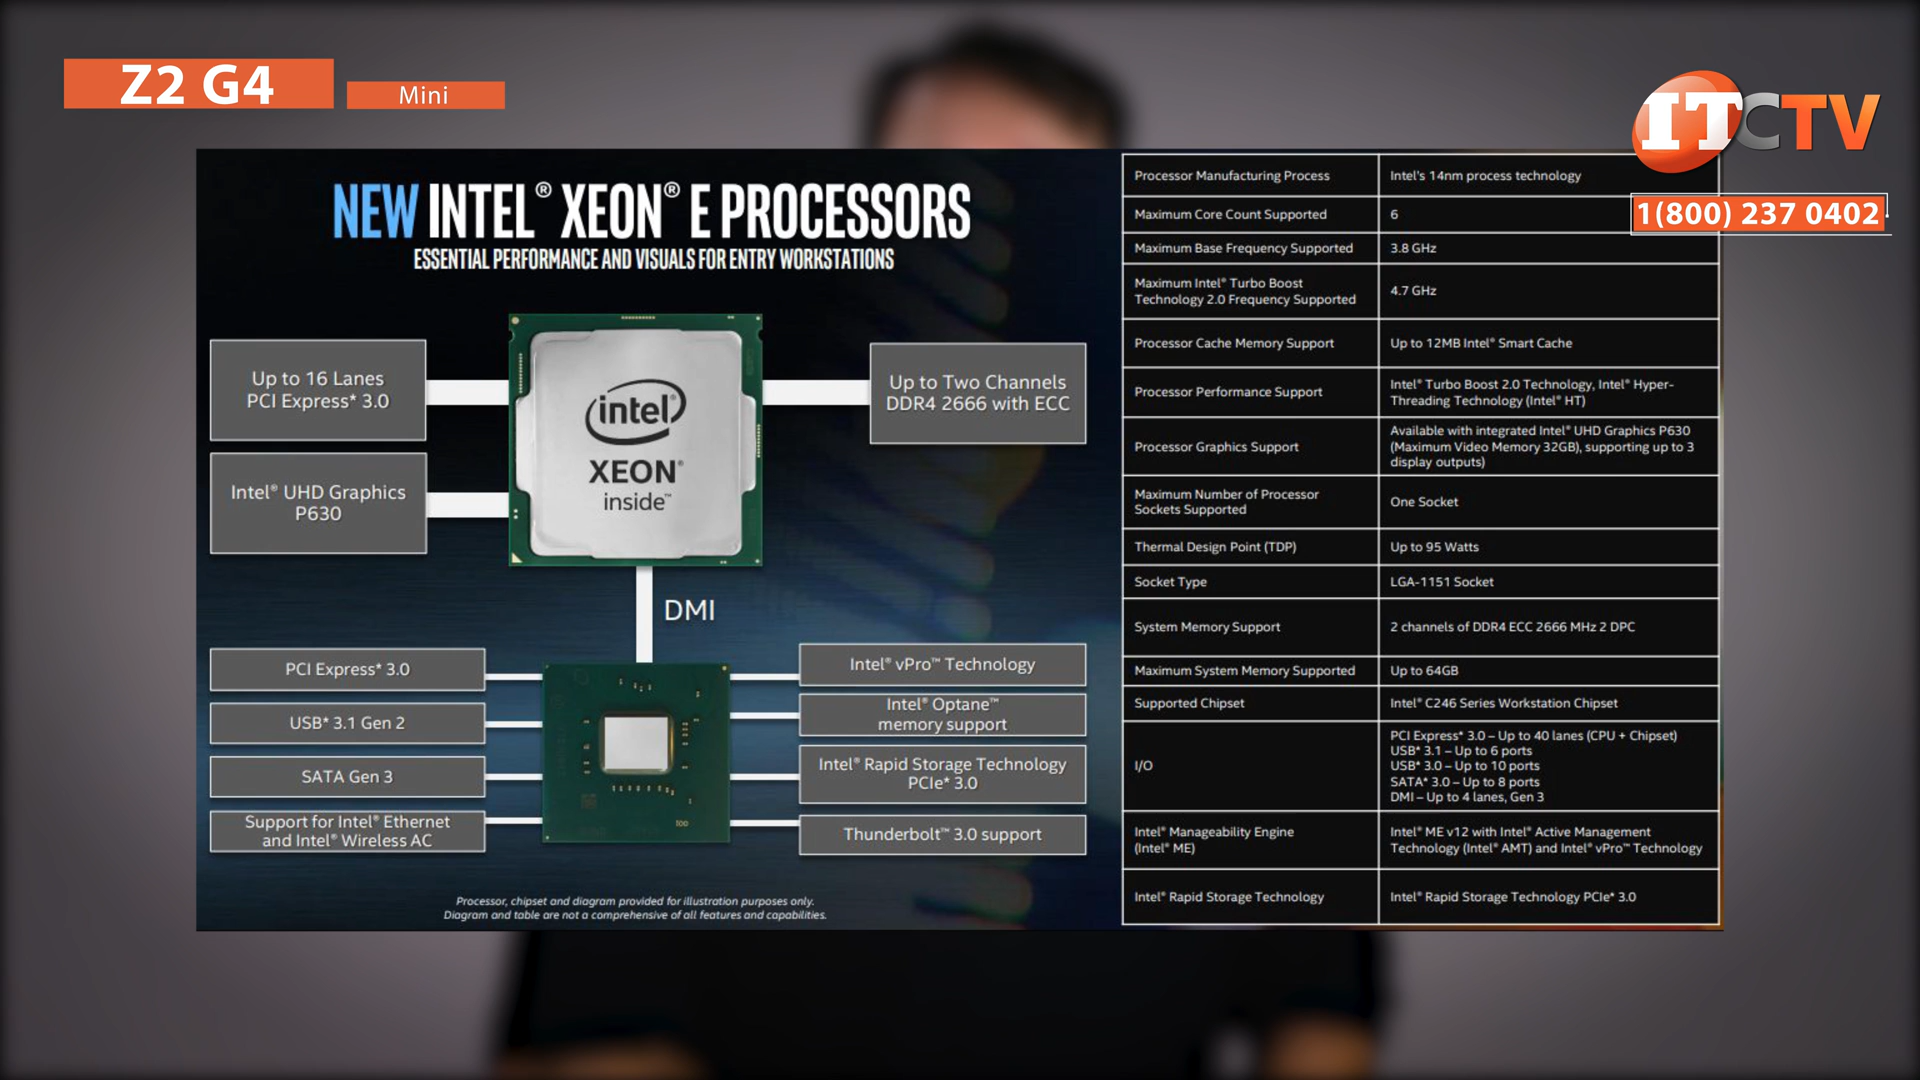 Z2 G4
Mini
ITCTV
1(800) 237 0402
NEW INTEL® XEON® E PROCESSORS
ESSENTIAL PERFORMANCE AND VISUALS FOR ENTRY WORKSTATIONS
Up to 16 Lanes
PCI Express* 3.0
Intel® UHD Graphics
P630
intel®
XEON®
inside™
Up to Two Channels
DDR4 2666 with ECC
DMI
PCI Express* 3.0
USB* 3.1 Gen 2
SATA Gen 3
Support for Intel® Ethernet
and Intel® Wireless AC
Intel® vPro™ Technology
Intel® Optane™
memory support
Intel® Rapid Storage Technology
PCIe* 3.0
Thunderbolt™ 3.0 support
Processor, chipset and diagram provided for illustration purposes only.
Diagram and table are not a comprehensive of all features and capabilities.
Processor Manufacturing Process
Intel's 14nm process technology
Maximum Core Count Supported
6
Maximum Base Frequency Supported
3.8 GHz
Maximum Intel® Turbo Boost
Technology 2.0 Frequency Supported
4.7 GHz
Processor Cache Memory Support
Up to 12MB Intel® Smart Cache
Processor Performance Support
Intel® Turbo Boost 2.0 Technology, Intel® Hyper-
Threading Technology (Intel® HT)
Processor Graphics Support
Available with integrated Intel® UHD Graphics P630
(Maximum Video Memory 32GB), supporting up to 3
display outputs)
Maximum Number of Processor
Sockets Supported
One Socket
Thermal Design Point (TDP)
Up to 95 Watts
Socket Type
LGA-1151 Socket
System Memory Support
2 channels of DDR4 ECC 2666 MHz 2 DPC
Maximum System Memory Supported
Up to 64GB
Supported Chipset
Intel® C246 Series Workstation Chipset
I/O
PCI Express* 3.0 – Up to 40 lanes (CPU + Chipset)
USB* 3.1 – Up to 6 ports
USB* 3.0 – Up to 10 ports
SATA* 3.0 – Up to 8 ports
DMI – Up to 4 lanes, Gen 3
Intel® Manageability Engine
(Intel® ME)
Intel® ME v12 with Intel® Active Management
Technology (Intel® AMT) and Intel® vPro™ Technology
Intel® Rapid Storage Technology
Intel® Rapid Storage Technology PCIe* 3.0